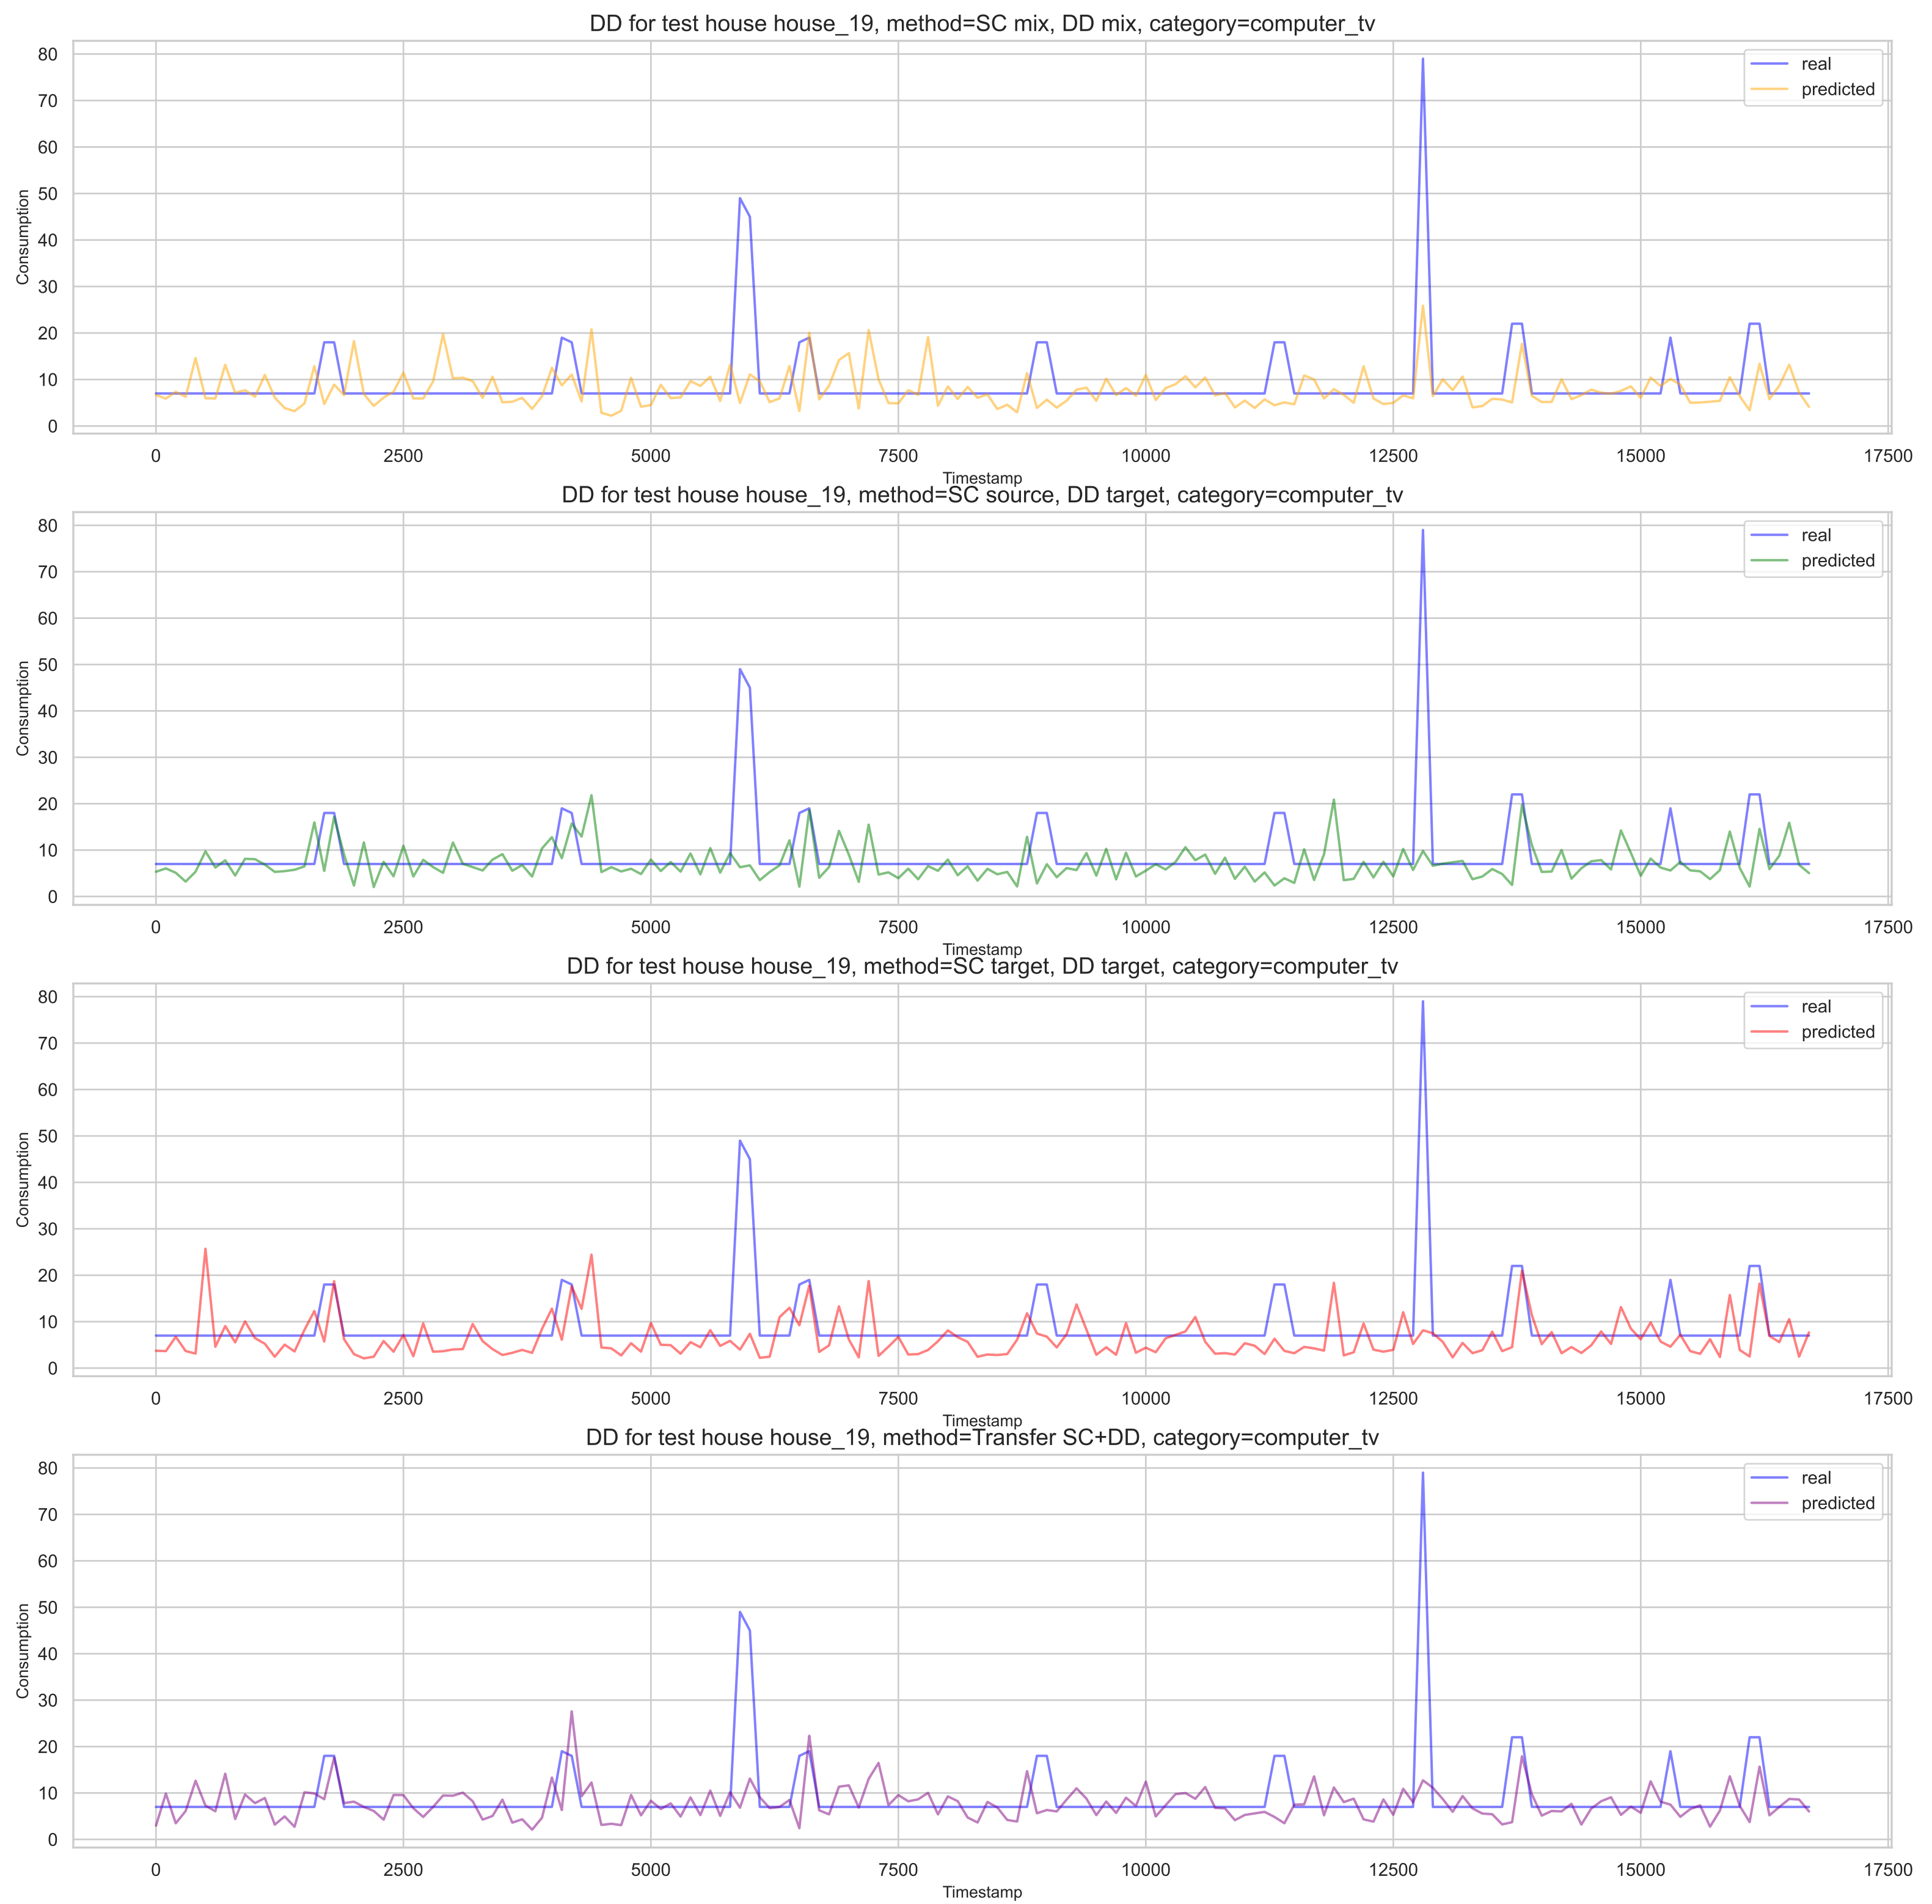 DD for test house house_19, method=SC mix, DD mix, category=computer_tv
80
70
60
50
40
30
20
10
0
Consumption
real
predicted
0 2500 5000 7500 10000 12500 15000 17500
Timestamp
DD for test house house_19, method=SC source, DD target, category=computer_tv
80
70
60
50
40
30
20
10
0
Consumption
real
predicted
0 2500 5000 7500 10000 12500 15000 17500
Timestamp
DD for test house house_19, method=SC target, DD target, category=computer_tv
80
70
60
50
40
30
20
10
0
Consumption
real
predicted
0 2500 5000 7500 10000 12500 15000 17500
Timestamp
DD for test house house_19, method=Transfer SC+DD, category=computer_tv
80
70
60
50
40
30
20
10
0
Consumption
real
predicted
0 2500 5000 7500 10000 12500 15000 17500
Timestamp